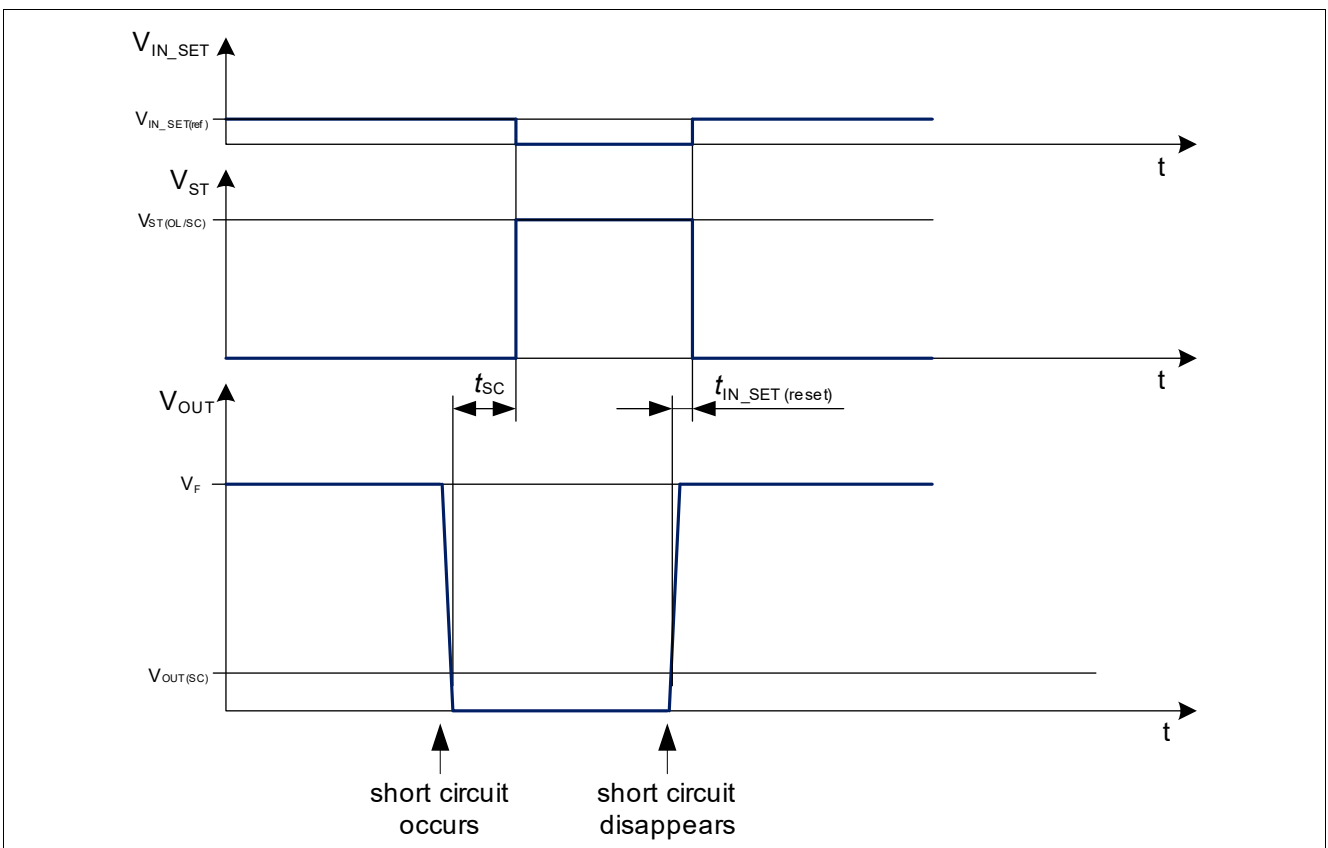 V_IN_SET
V_IN_SET(ref)
t
V_ST
V_ST(OL/SC)
t
t_SC
t_IN_SET (reset)
V_OUT
V_F
V_OUT(SC)
t
short circuit
occurs
short circuit
disappears